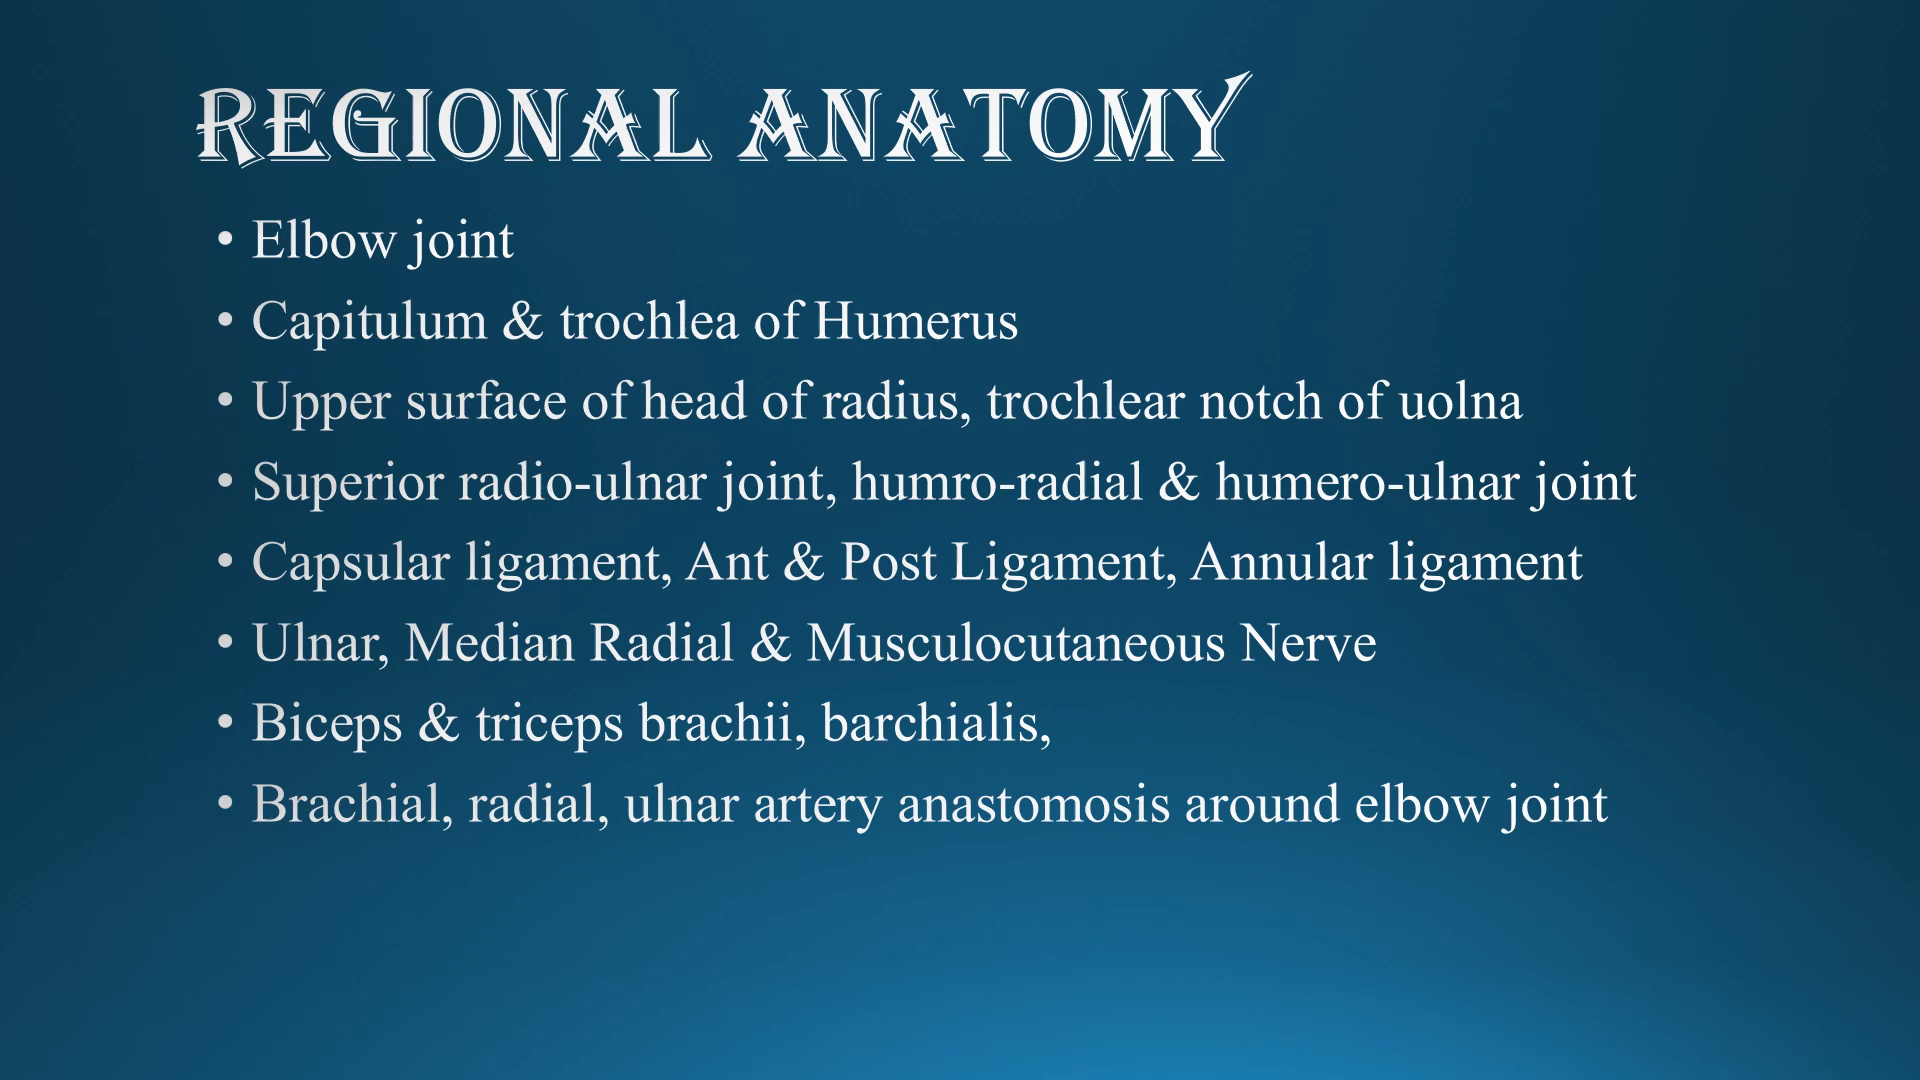 REGIONAL ANATOMY
• Elbow joint
• Capitulum & trochlea of Humerus
• Upper surface of head of radius, trochlear notch of uolna
• Superior radio-ulnar joint, humro-radial & humero-ulnar joint
• Capsular ligament, Ant & Post Ligament, Annular ligament
• Ulnar, Median Radial & Musculocutaneous Nerve
• Biceps & triceps brachii, barchialis,
• Brachial, radial, ulnar artery anastomosis around elbow joint